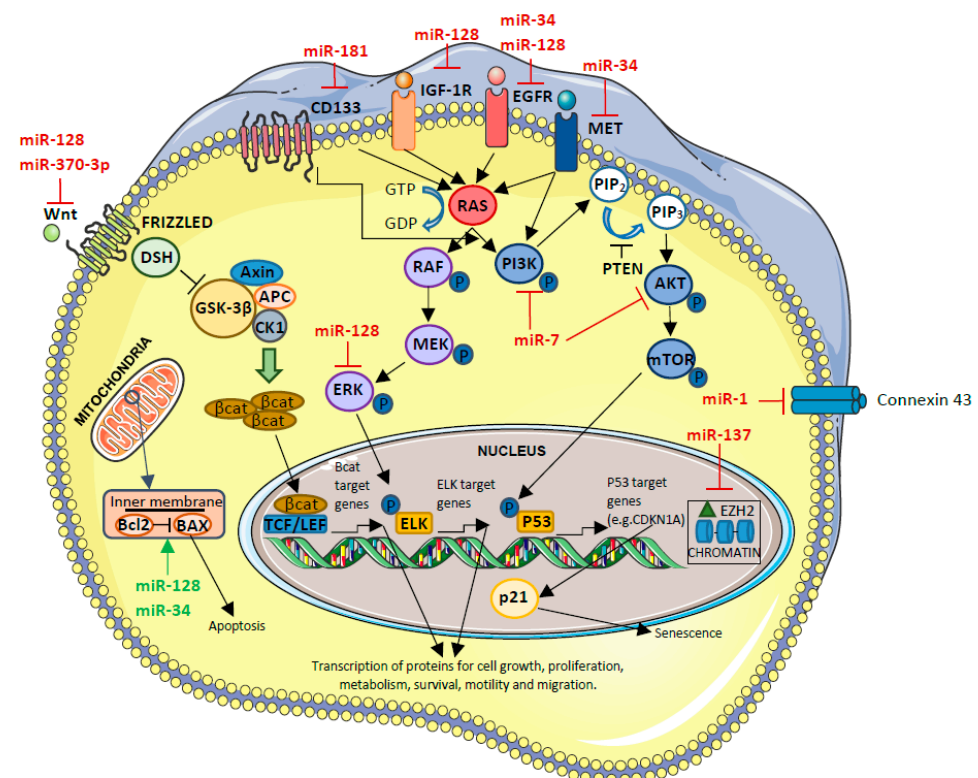 miR-34
miR-128
miR-128
miR-181
miR-34
IGF-1R
EGFR
CD133
MET
miR-128
miR-370-3p
Wnt
FRIZZLED
DSH
GTP
GDP
RAS
PIP2
PIP3
PTEN
Axin
APC
GSK-3β
CK1
RAF
P
PI3K
P
AKT
P
miR-7
miR-128
MEK
P
mTOR
P
ERK
P
MITOCHONDRIA
βcat
βcat
βcat
miR-1
Connexin 43
miR-137
NUCLEUS
Bcat
target
genes
ELK target
genes
P53 target
genes
(e.g.CDKN1A)
Inner membrane
Bcl2
BAX
βcat
TCF/LEF
P
ELK
P
P53
EZH2
CHROMATIN
miR-128
miR-34
Apoptosis
p21
Senescence
Transcription of proteins for cell growth, proliferation,
metabolism, survival, motility and migration.